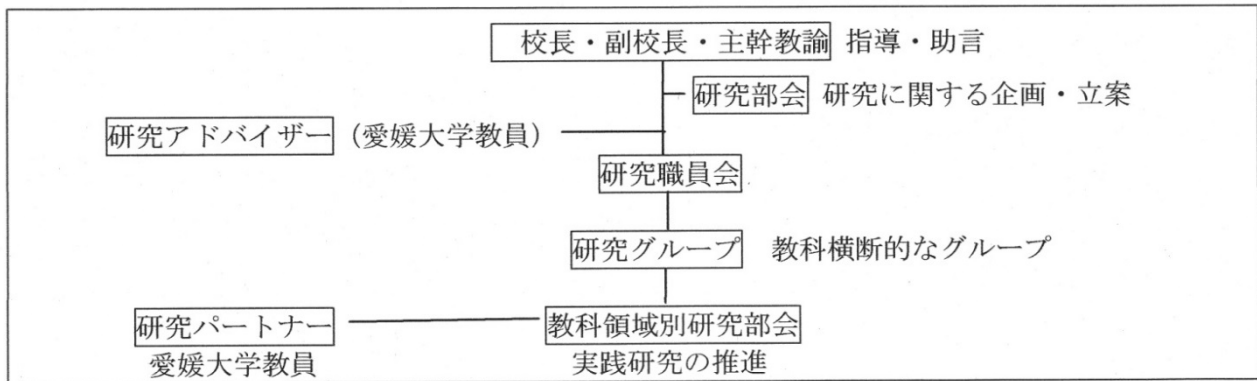 校長・副校長・主幹教諭 指導・助言
研究部会 研究に関する企画・立案
研究アドバイザー（愛媛大学教員）
研究職員会
研究グループ 教科横断的なグループ
研究パートナー 教科領域別研究部会
愛媛大学教員 実践研究の推進